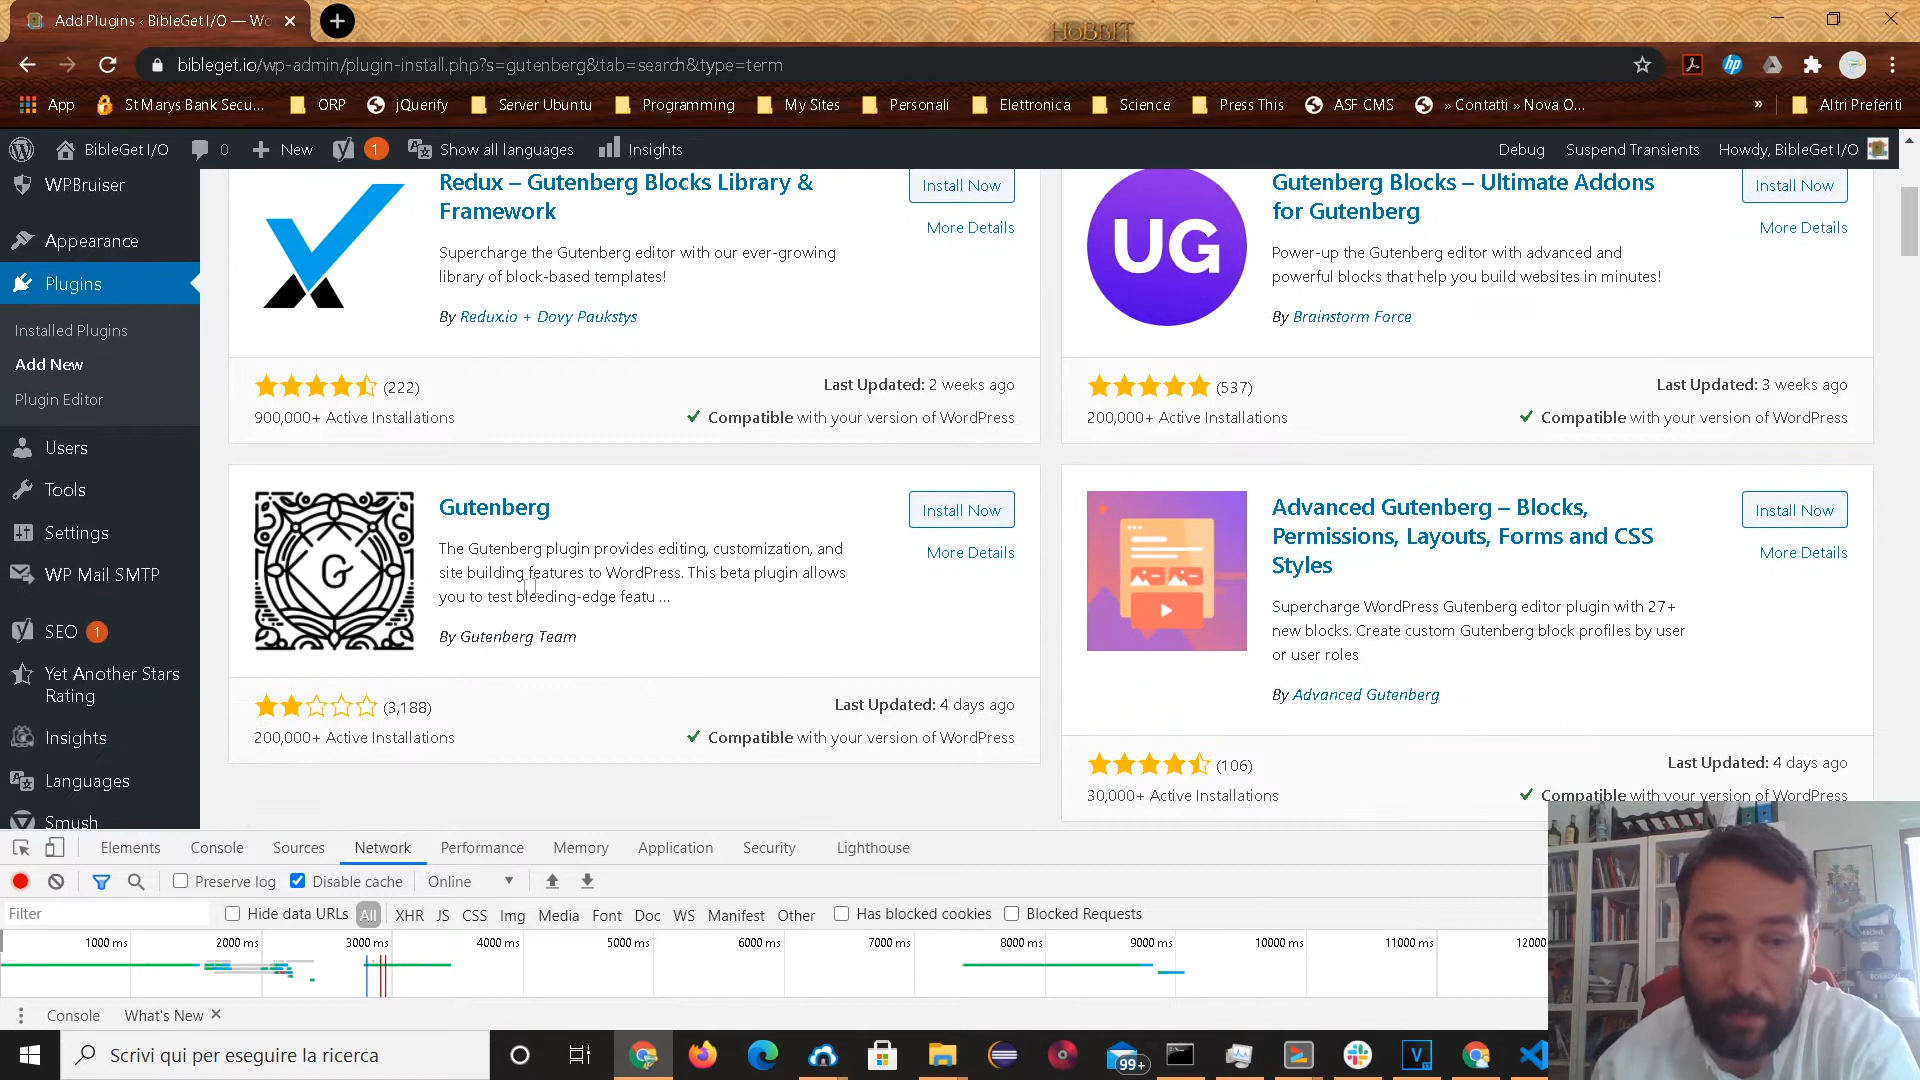 Add Plugins ‹ BibleGet I/O — Wo
HOBBIT
bibleget.io/wp-admin/plugin-install.php?s=gutenberg&tab=search&type=term
App
St Marys Bank Secu...
ORP
jQuerify
Server Ubuntu
Programming
My Sites
Personali
Elettronica
Science
Press This
ASF CMS
» Contatti » Nova O...
»
Altri Preferiti
BibleGet I/O
0
New
1
Show all languages
Insights
Debug
Suspend Transients
Howdy, BibleGet I/O
WPBruiser
Appearance
Plugins
Installed Plugins
Add New
Plugin Editor
Users
Tools
Settings
WP Mail SMTP
SEO 1
Yet Another Stars
Rating
Insights
Languages
Smush
Redux – Gutenberg Blocks Library &
Framework
Install Now
More Details
Supercharge the Gutenberg editor with our ever-growing
library of block-based templates!
By Redux.io + Dovy Paukstys
(222)
900,000+ Active Installations
Last Updated: 2 weeks ago
Compatible with your version of WordPress
UG
Gutenberg Blocks – Ultimate Addons
for Gutenberg
Install Now
More Details
Power-up the Gutenberg editor with advanced and
powerful blocks that help you build websites in minutes!
By Brainstorm Force
(537)
200,000+ Active Installations
Last Updated: 3 weeks ago
Compatible with your version of WordPress
G
Gutenberg
Install Now
More Details
The Gutenberg plugin provides editing, customization, and
site building features to WordPress. This beta plugin allows
you to test bleeding-edge featu ...
By Gutenberg Team
(3,188)
200,000+ Active Installations
Last Updated: 4 days ago
Compatible with your version of WordPress
Advanced Gutenberg – Blocks,
Permissions, Layouts, Forms and CSS
Styles
Install Now
More Details
Supercharge WordPress Gutenberg editor plugin with 27+
new blocks. Create custom Gutenberg block profiles by user
or user roles
By Advanced Gutenberg
(106)
30,000+ Active Installations
Last Updated: 4 days ago
Compatible with your version of WordPress
Elements
Console
Sources
Network
Performance
Memory
Application
Security
Lighthouse
Preserve log
Disable cache
Online
Filter
Hide data URLs
All
XHR
JS
CSS
Img
Media
Font
Doc
WS
Manifest
Other
Has blocked cookies
Blocked Requests
1000 ms
2000 ms
3000 ms
4000 ms
5000 ms
6000 ms
7000 ms
8000 ms
9000 ms
10000 ms
11000 ms
12000
Console
What's New
Scrivi qui per eseguire la ricerca
99+